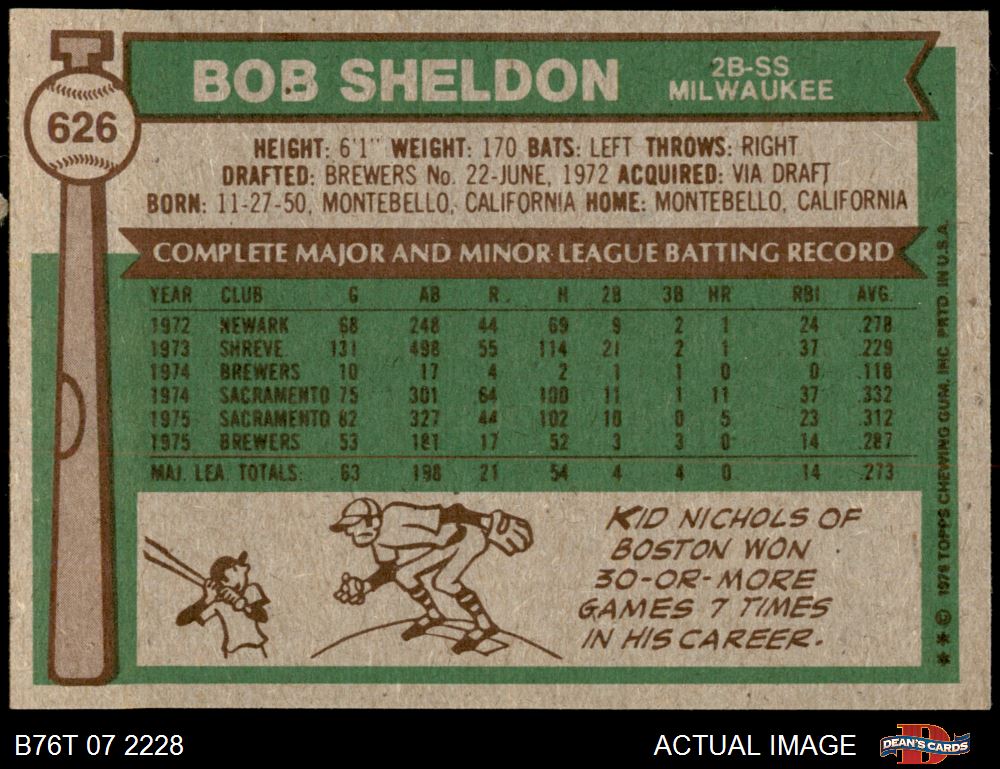 626
BOB SHELDON
2B-SS
MILWAUKEE
HEIGHT: 6'1" WEIGHT: 170 BATS: LEFT THROWS: RIGHT
DRAFTED: BREWERS No. 22-JUNE, 1972 ACQUIRED: VIA DRAFT
BORN: 11-27-50, MONTEBELLO, CALIFORNIA HOME: MONTEBELLO, CALIFORNIA
COMPLETE MAJOR AND MINOR LEAGUE BATTING RECORD
YEAR CLUB G AB R H 2B 3B HR RBI AVG.
1972 NEWARK 68 248 44 69 9 2 1 24 .278
1973 SHREVE. 131 498 55 114 21 2 1 37 .229
1974 BREWERS 10 17 4 2 1 1 0 0 .118
1974 SACRAMENTO 75 301 64 100 11 1 11 37 .332
1975 SACRAMENTO 82 327 44 102 10 0 5 23 .312
1975 BREWERS 53 181 17 52 3 3 0 14 .287
MAJ. LEA. TOTALS: 63 198 21 54 4 4 0 14 .273
KID NICHOLS OF
BOSTON WON
30-OR-MORE
GAMES 7 TIMES
IN HIS CAREER.
* * © 1976 TOPPS CHEWING GUM, INC. PRTD. IN U.S.A.
B76T 07 2228
ACTUAL IMAGE
DEAN'S CARDS